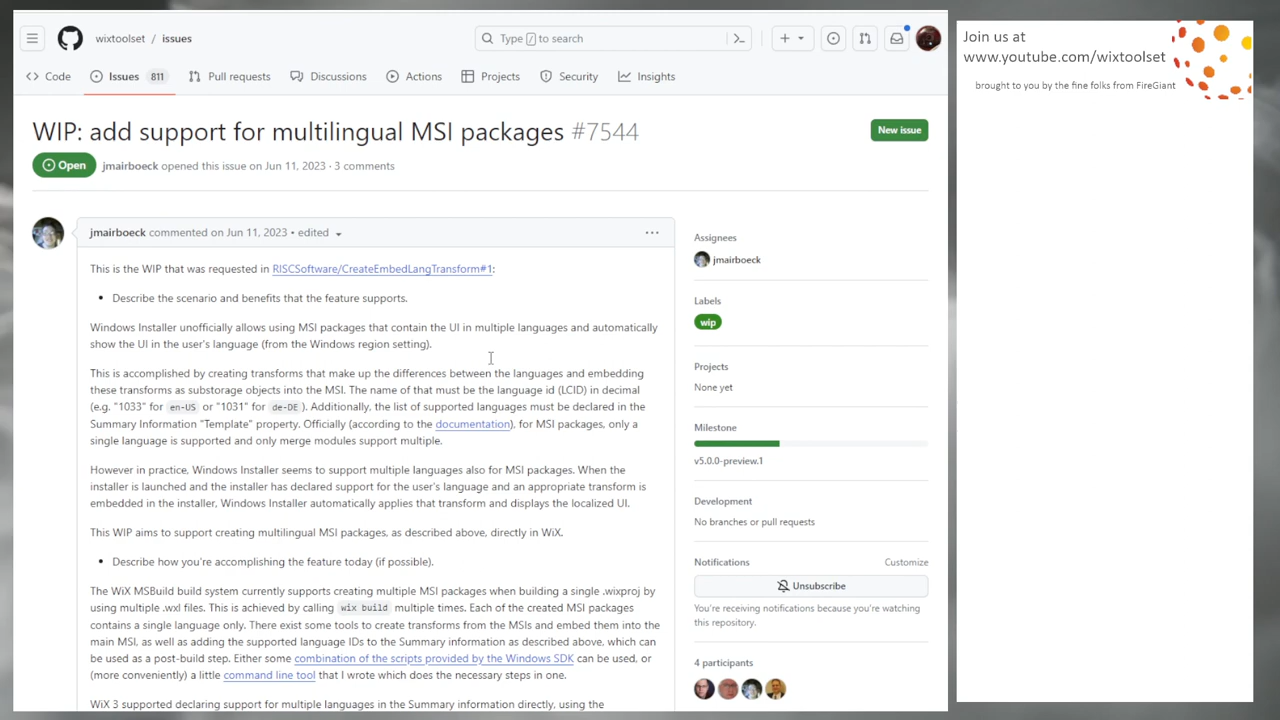 wixtoolset / issues
Type / to search
Code
Issues 811
Pull requests
Discussions
Actions
Projects
Security
Insights
WIP: add support for multilingual MSI packages #7544
New issue
Open
jmairboeck opened this issue on Jun 11, 2023 · 3 comments
jmairboeck commented on Jun 11, 2023 • edited
This is the WIP that was requested in RISCSoftware/CreateEmbedLangTransform#1:
• Describe the scenario and benefits that the feature supports.
Windows Installer unofficially allows using MSI packages that contain the UI in multiple languages and automatically
show the UI in the user's language (from the Windows region setting).
This is accomplished by creating transforms that make up the differences between the languages and embedding
these transforms as substorage objects into the MSI. The name of that must be the language id (LCID) in decimal
(e.g. "1033" for en-US or "1031" for de-DE ). Additionally, the list of supported languages must be declared in the
Summary Information "Template" property. Officially (according to the documentation), for MSI packages, only a
single language is supported and only merge modules support multiple.
However in practice, Windows Installer seems to support multiple languages also for MSI packages. When the
installer is launched and the installer has declared support for the user's language and an appropriate transform is
embedded in the installer, Windows Installer automatically applies that transform and displays the localized UI.
This WIP aims to support creating multilingual MSI packages, as described above, directly in WiX.
• Describe how you're accomplishing the feature today (if possible).
The WiX MSBuild build system currently supports creating multiple MSI packages when building a single .wixproj by
using multiple .wxl files. This is achieved by calling wix build multiple times. Each of the created MSI packages
contains a single language only. There exist some tools to create transforms from the MSIs and embed them into the
main MSI, as well as adding the supported language IDs to the Summary information as described above, which can
be used as a post-build step. Either some combination of the scripts provided by the Windows SDK can be used, or
(more conveniently) a little command line tool that I wrote which does the necessary steps in one.
WiX 3 supported declaring support for multiple languages in the Summary information directly, using the
Assignees
jmairboeck
Labels
wip
Projects
None yet
Milestone
v5.0.0-preview.1
Development
No branches or pull requests
Notifications
Customize
Unsubscribe
You're receiving notifications because you're watching
this repository.
4 participants
Join us at
www.youtube.com/wixtoolset
brought to you by the fine folks from FireGiant